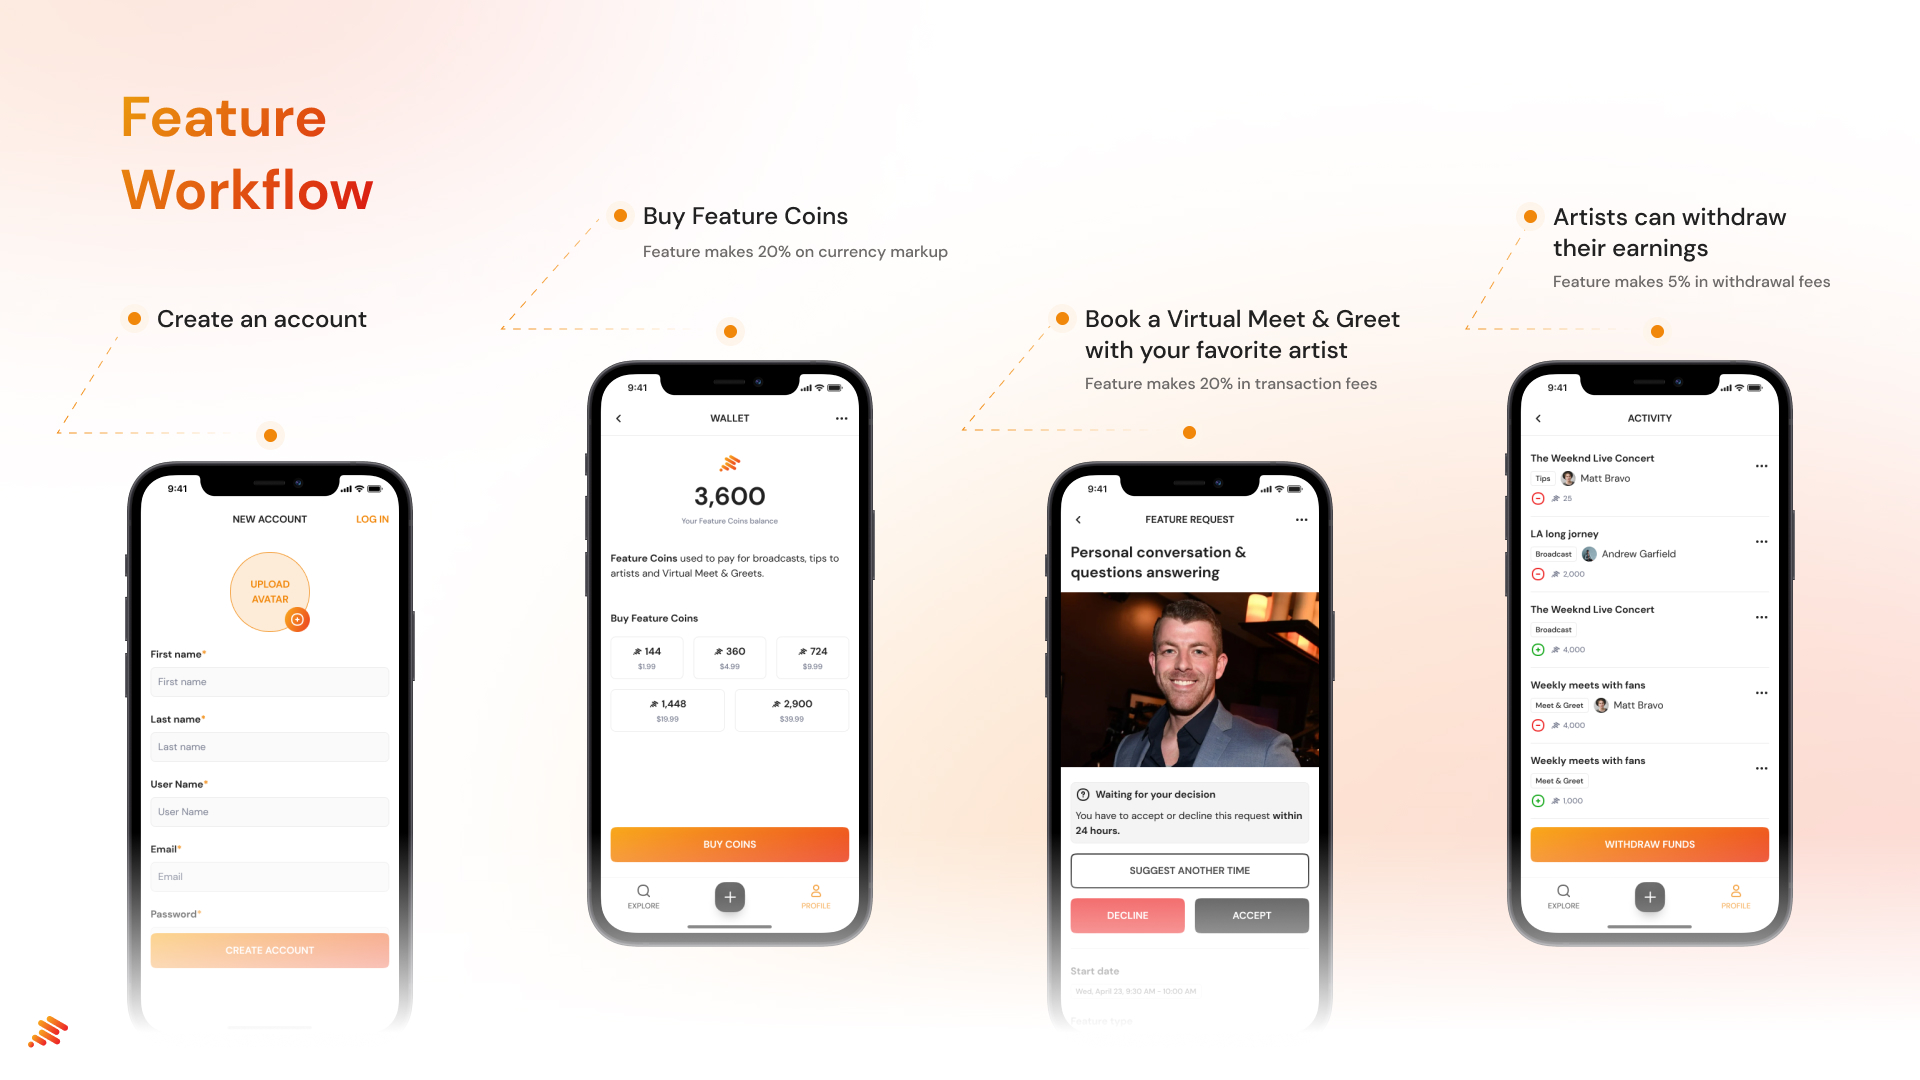 Feature
Workflow
Create an account
9:41
NEW ACCOUNT
LOG IN
UPLOAD
AVATAR
First name*
First name
Last name*
Last name
User Name*
User Name
Email*
Email
Password*
CREATE ACCOUNT
Buy Feature Coins
Feature makes 20% on currency markup
9:41
WALLET
3,600
Your Feature Coins balance
Feature Coins used to pay for broadcasts, tips to
artists and Virtual Meet & Greets.
Buy Feature Coins
144
$1.99
360
$4.99
724
$9.99
1,448
$19.99
2,900
$39.99
BUY COINS
EXPLORE
PROFILE
Book a Virtual Meet & Greet
with your favorite artist
Feature makes 20% in transaction fees
9:41
FEATURE REQUEST
Personal conversation &
questions answering
Waiting for your decision
You have to accept or decline this request within
24 hours.
SUGGEST ANOTHER TIME
DECLINE
ACCEPT
Start date
Wed, April 23, 9:30 AM - 10:00 AM
Feature type
Artists can withdraw
their earnings
Feature makes 5% in withdrawal fees
9:41
ACTIVITY
The Weeknd Live Concert
Tips Matt Bravo
25
LA long jorney
Broadcast Andrew Garfield
2,000
The Weeknd Live Concert
Broadcast
4,000
Weekly meets with fans
Meet & Greet Matt Bravo
4,000
Weekly meets with fans
Meet & Greet
1,000
WITHDRAW FUNDS
EXPLORE
PROFILE